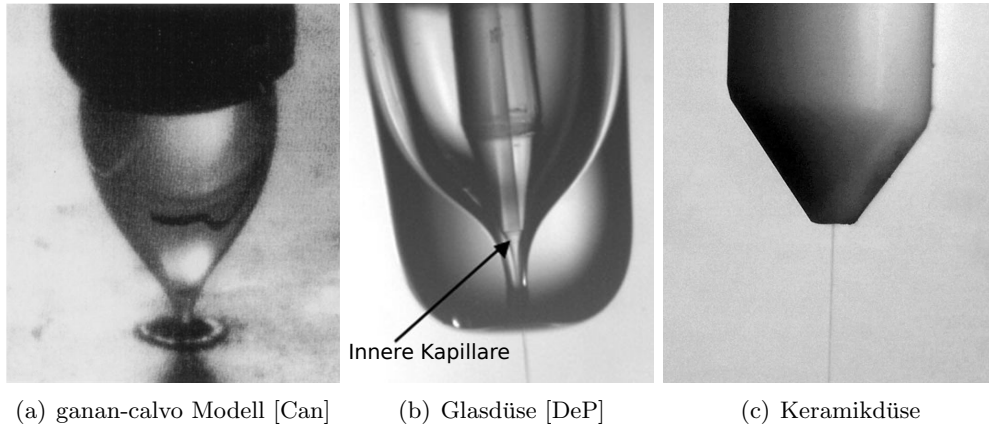 Innere Kapillare
(a) ganan-calvo Modell [Can]
(b) Glasdüse [DeP]
(c) Keramikdüse